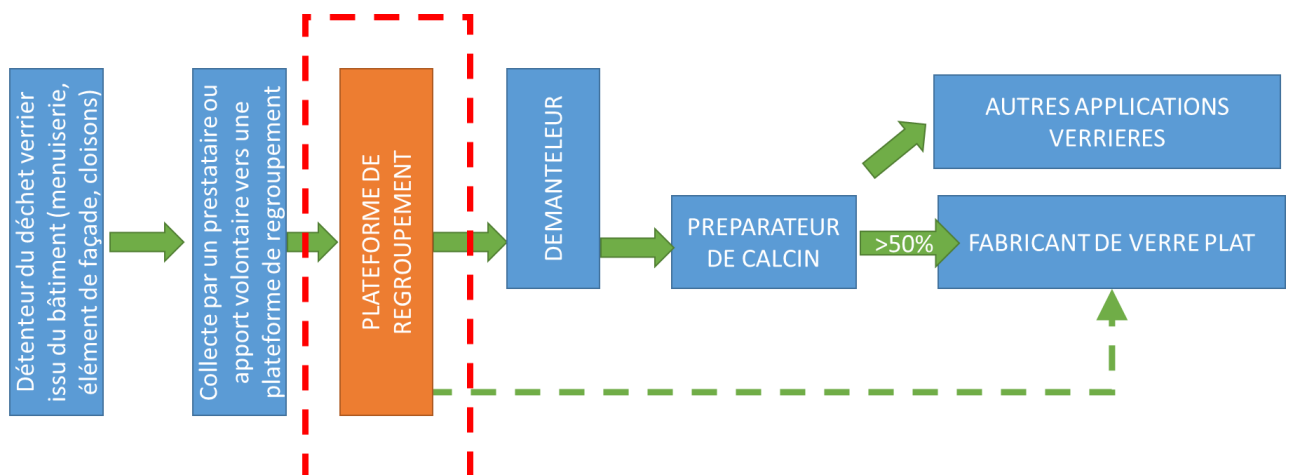 Détenteur du déchet verrier
issu du bâtiment (menuiserie,
élément de façade, cloisons)
Collecte par un prestataire ou
apport volontaire vers une
plateforme de regroupement
PLATEFORME DE
REGROUPEMENT
DEMANTELEUR
PREPARATEUR
DE CALCIN
AUTRES APPLICATIONS
VERRIERES
>50%
FABRICANT DE VERRE PLAT